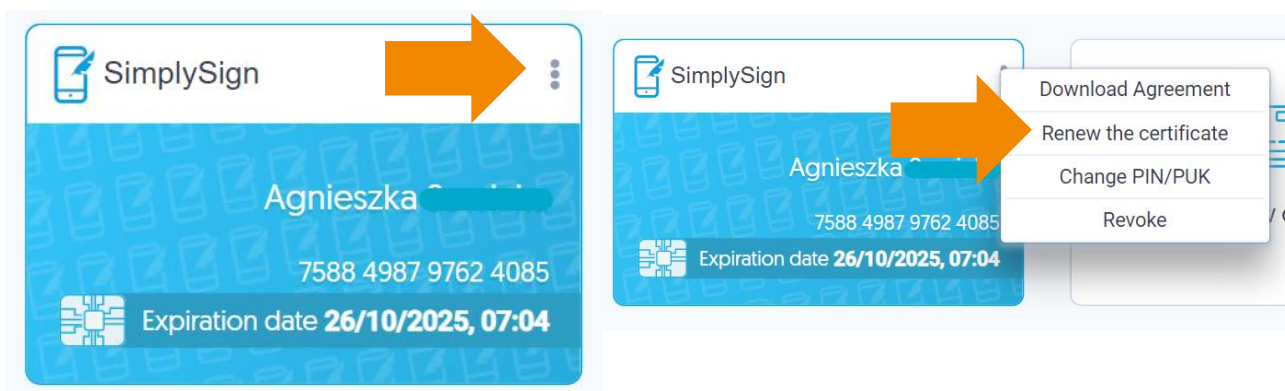 SimplySign
Agnieszka
7588 4987 9762 4085
Expiration date 26/10/2025, 07:04
SimplySign
Agnieszka
7588 4987 9762 4085
Expiration date 26/10/2025, 07:04
Download Agreement
Renew the certificate
Change PIN/PUK
Revoke